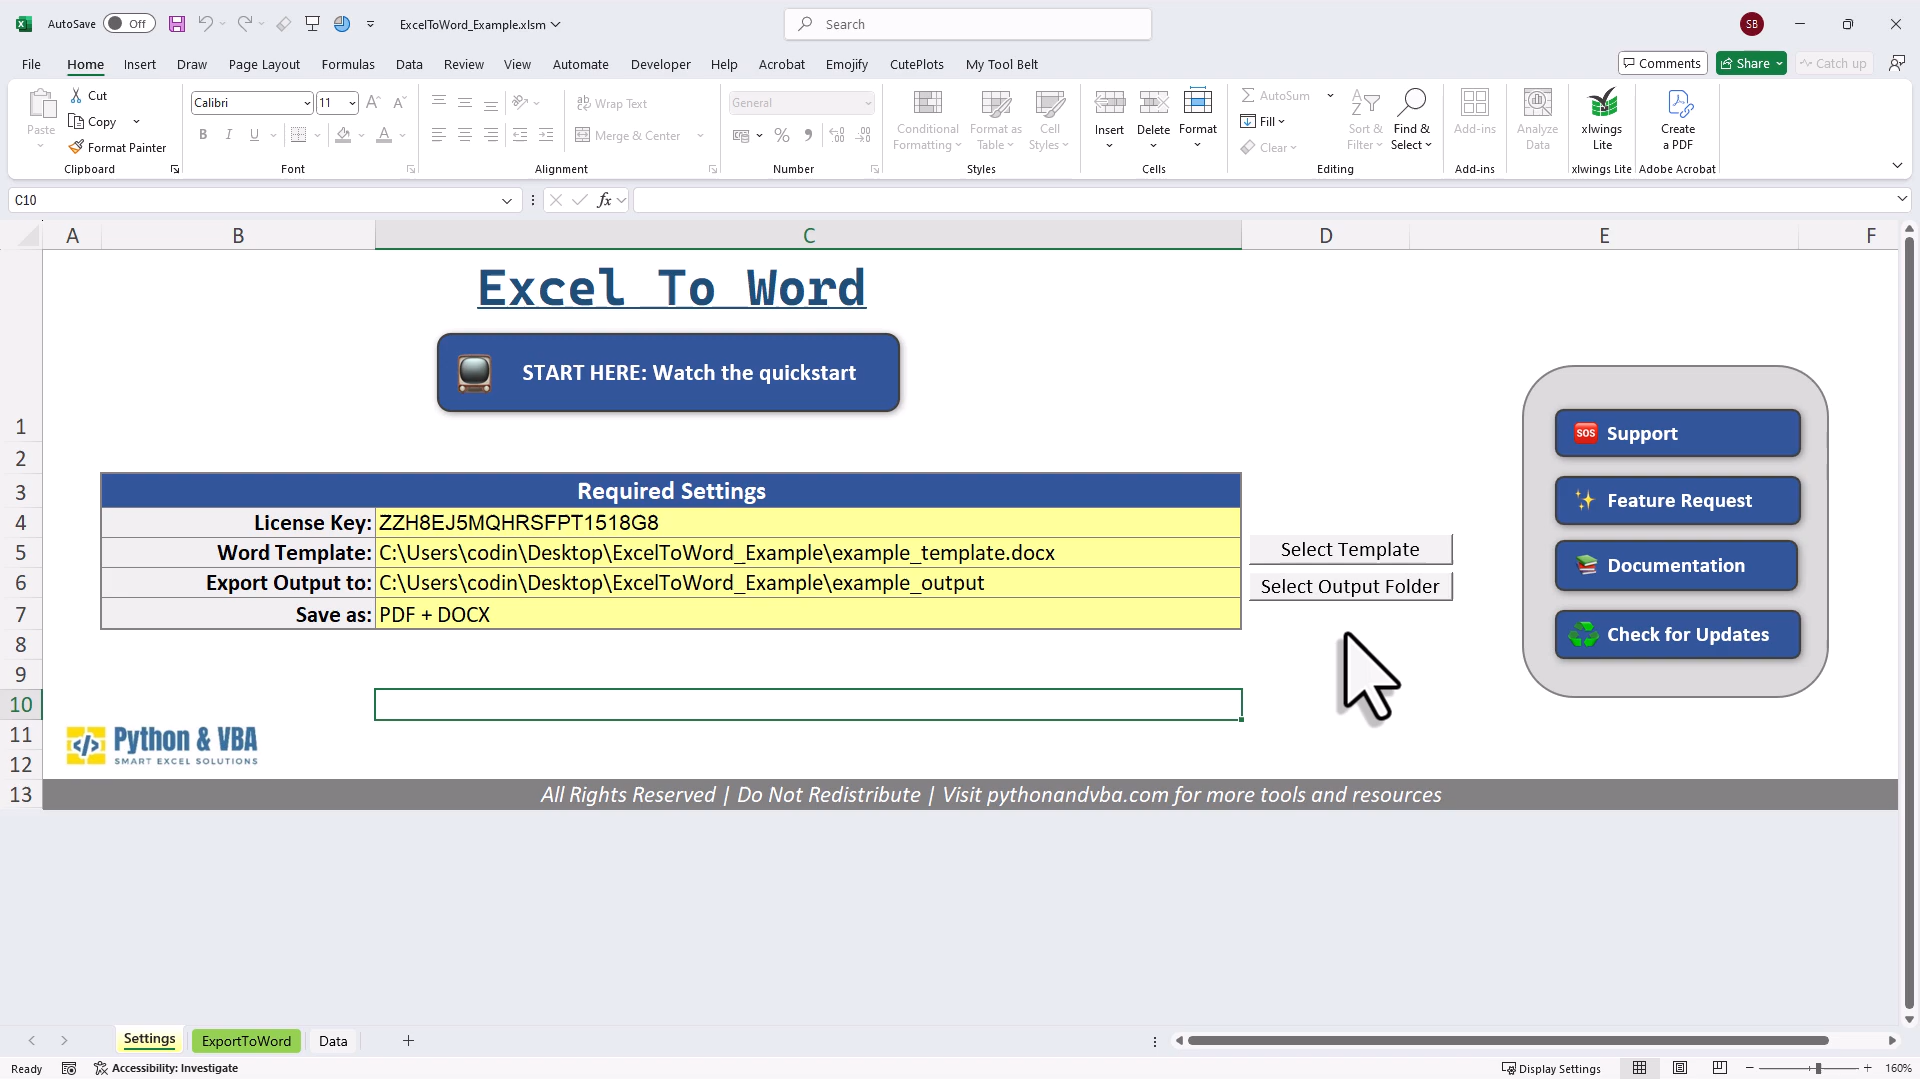 AutoSave Off ExcelToWord_Example.xlsm Search SB
File Home Insert Draw Page Layout Formulas Data Review View Automate Developer Help Acrobat Emojify CutePlots My Tool Belt Comments Share Catch up
Paste
Cut
Copy
Format Painter
Clipboard
Calibri 11
B I U A
Font
Wrap Text
Merge & Center
Alignment
General
Number
Conditional Formatting
Format as Table
Cell Styles
Styles
Insert
Delete
Format
Cells
AutoSum
Fill
Clear
Sort & Filter
Find & Select
Editing
Add-ins
Add-ins
Analyze Data
xlwings Lite
xlwings Lite
Create a PDF
Adobe Acrobat
C10 fx
A B C D E F
Excel To Word
START HERE: Watch the quickstart
1
2
3 Required Settings
4 License Key: ZZH8EJ5MQHRSFPT1518G8
5 Word Template: C:\Users\codin\Desktop\ExcelToWord_Example\example_template.docx
6 Export Output to: C:\Users\codin\Desktop\ExcelToWord_Example\example_output
7 Save as: PDF + DOCX
Select Template
Select Output Folder
SOS Support
Feature Request
Documentation
Check for Updates
8
9
10
11
12
Python & VBA
SMART EXCEL SOLUTIONS
13 All Rights Reserved | Do Not Redistribute | Visit pythonandvba.com for more tools and resources
Settings ExportToWord Data
Ready Accessibility: Investigate Display Settings 160%